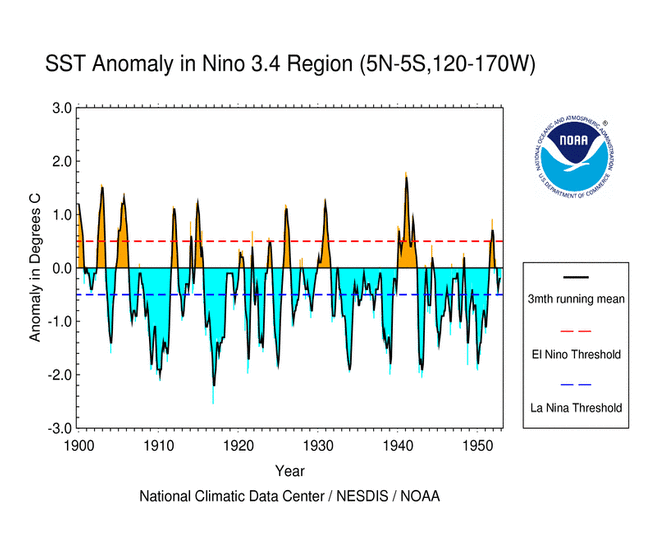 SST Anomaly in Nino 3.4 Region (5N-5S,120-170W)
NATIONAL OCEANIC AND ATMOSPHERIC ADMINISTRATION
®
NOAA
U.S. DEPARTMENT OF COMMERCE
Anomaly in Degrees C
3.0
2.0
1.0
0.0
-1.0
-2.0
-3.0
1900
1910
1920
1930
1940
1950
Year
3mth running mean
El Nino Threshold
La Nina Threshold
National Climatic Data Center / NESDIS / NOAA